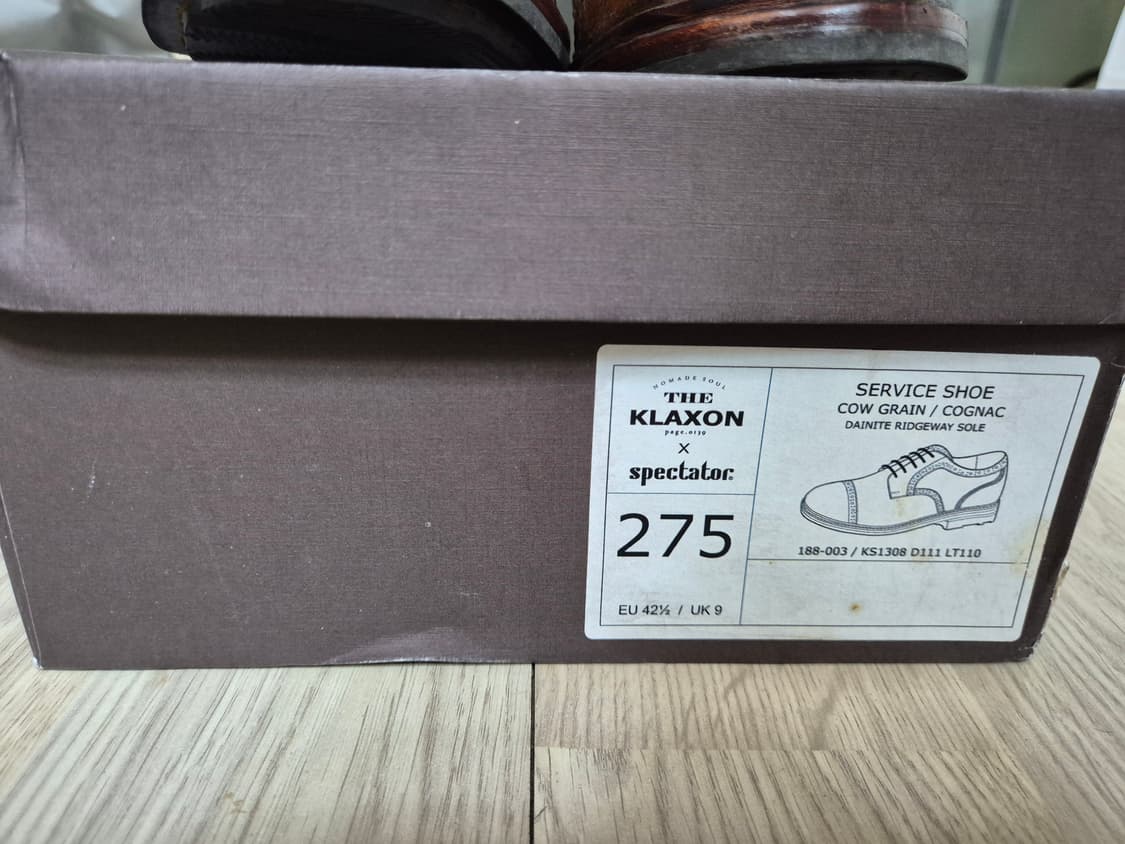 NOMADE SOUL
THE
KLAXON
page.0139
X
spectator®
275
EU 42½ / UK 9
SERVICE SHOE
COW GRAIN / COGNAC
DAINITE RIDGEWAY SOLE
188-003 / KS1308 D111 LT110